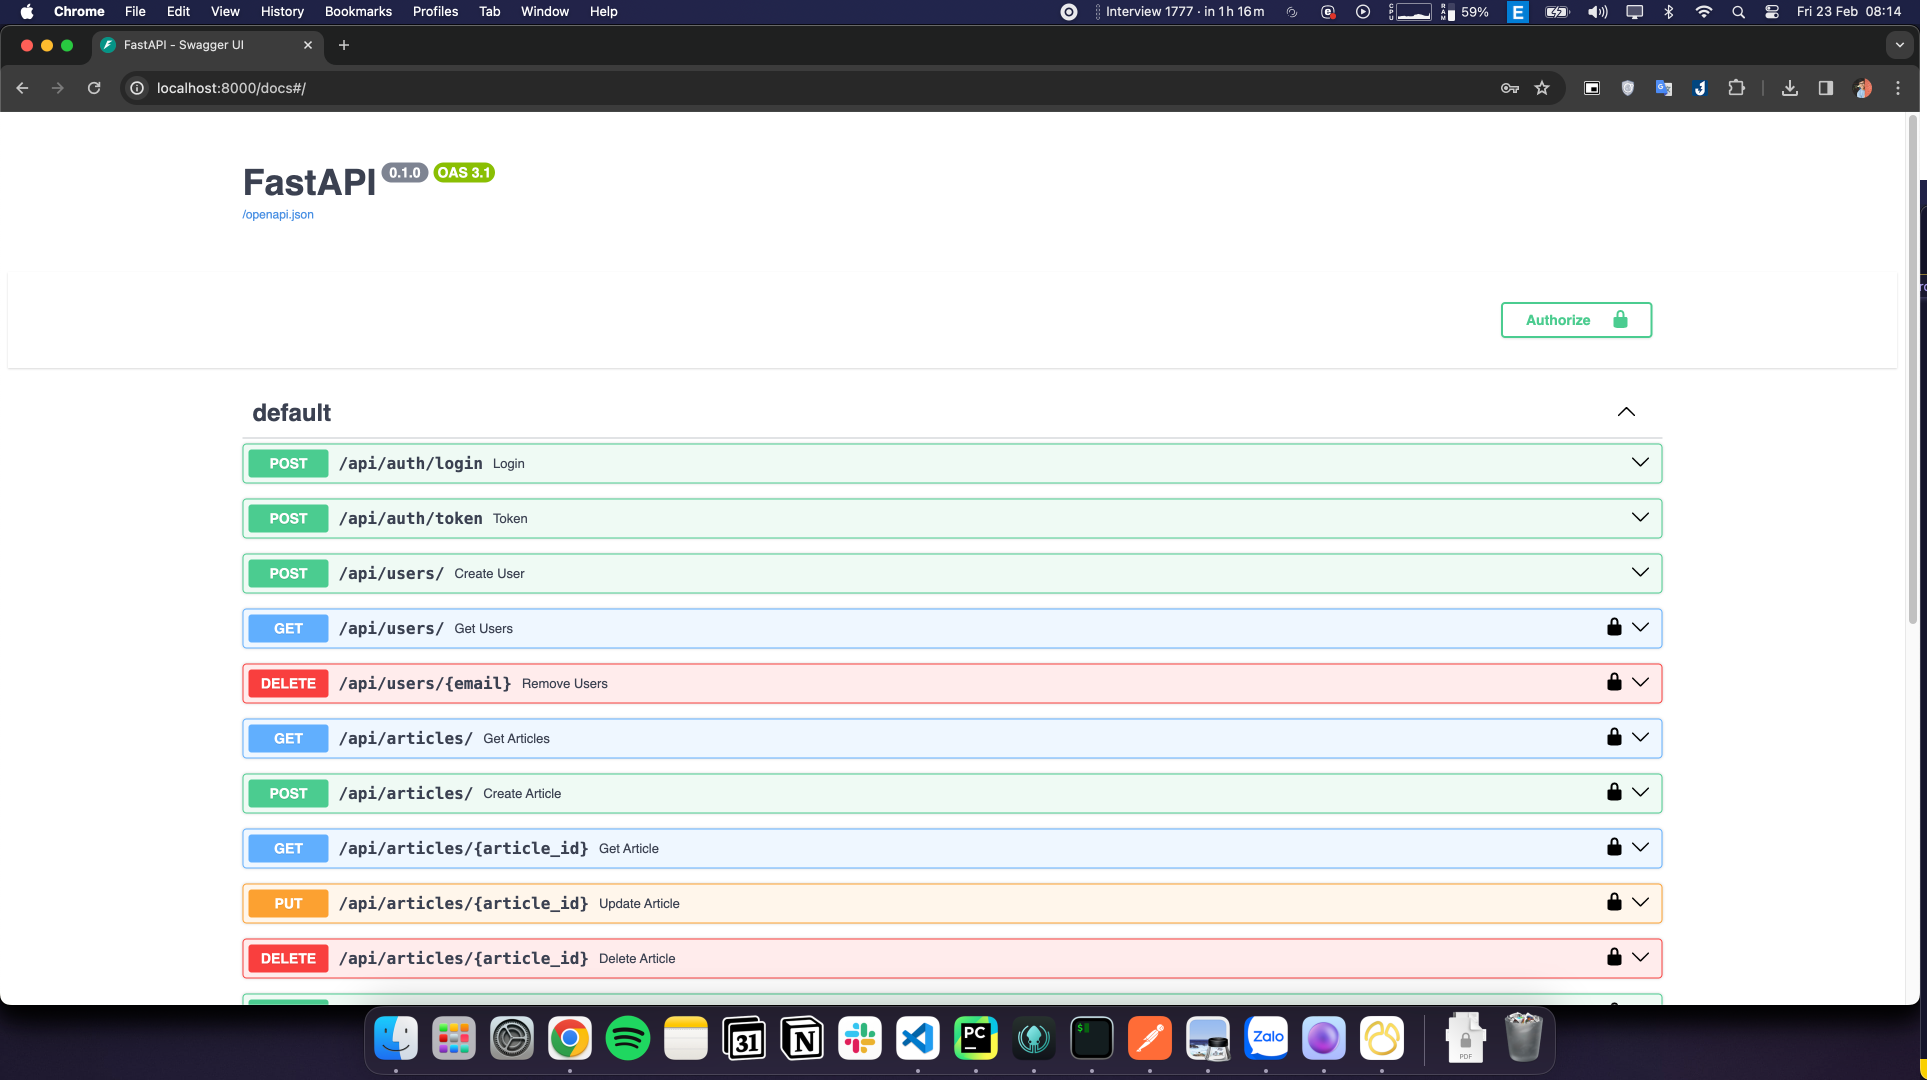 Chrome File Edit View History Bookmarks Profiles Tab Window Help Interview 1777 · in 1 h 16 m 59% E Fri 23 Feb 08:14
FastAPI - Swagger UI
localhost:8000/docs#/
FastAPI 0.1.0 OAS 3.1
/openapi.json
Authorize
default
POST /api/auth/login Login
POST /api/auth/token Token
POST /api/users/ Create User
GET /api/users/ Get Users
DELETE /api/users/{email} Remove Users
GET /api/articles/ Get Articles
POST /api/articles/ Create Article
GET /api/articles/{article_id} Get Article
PUT /api/articles/{article_id} Update Article
DELETE /api/articles/{article_id} Delete Article
31 PC $ Zalo PDF